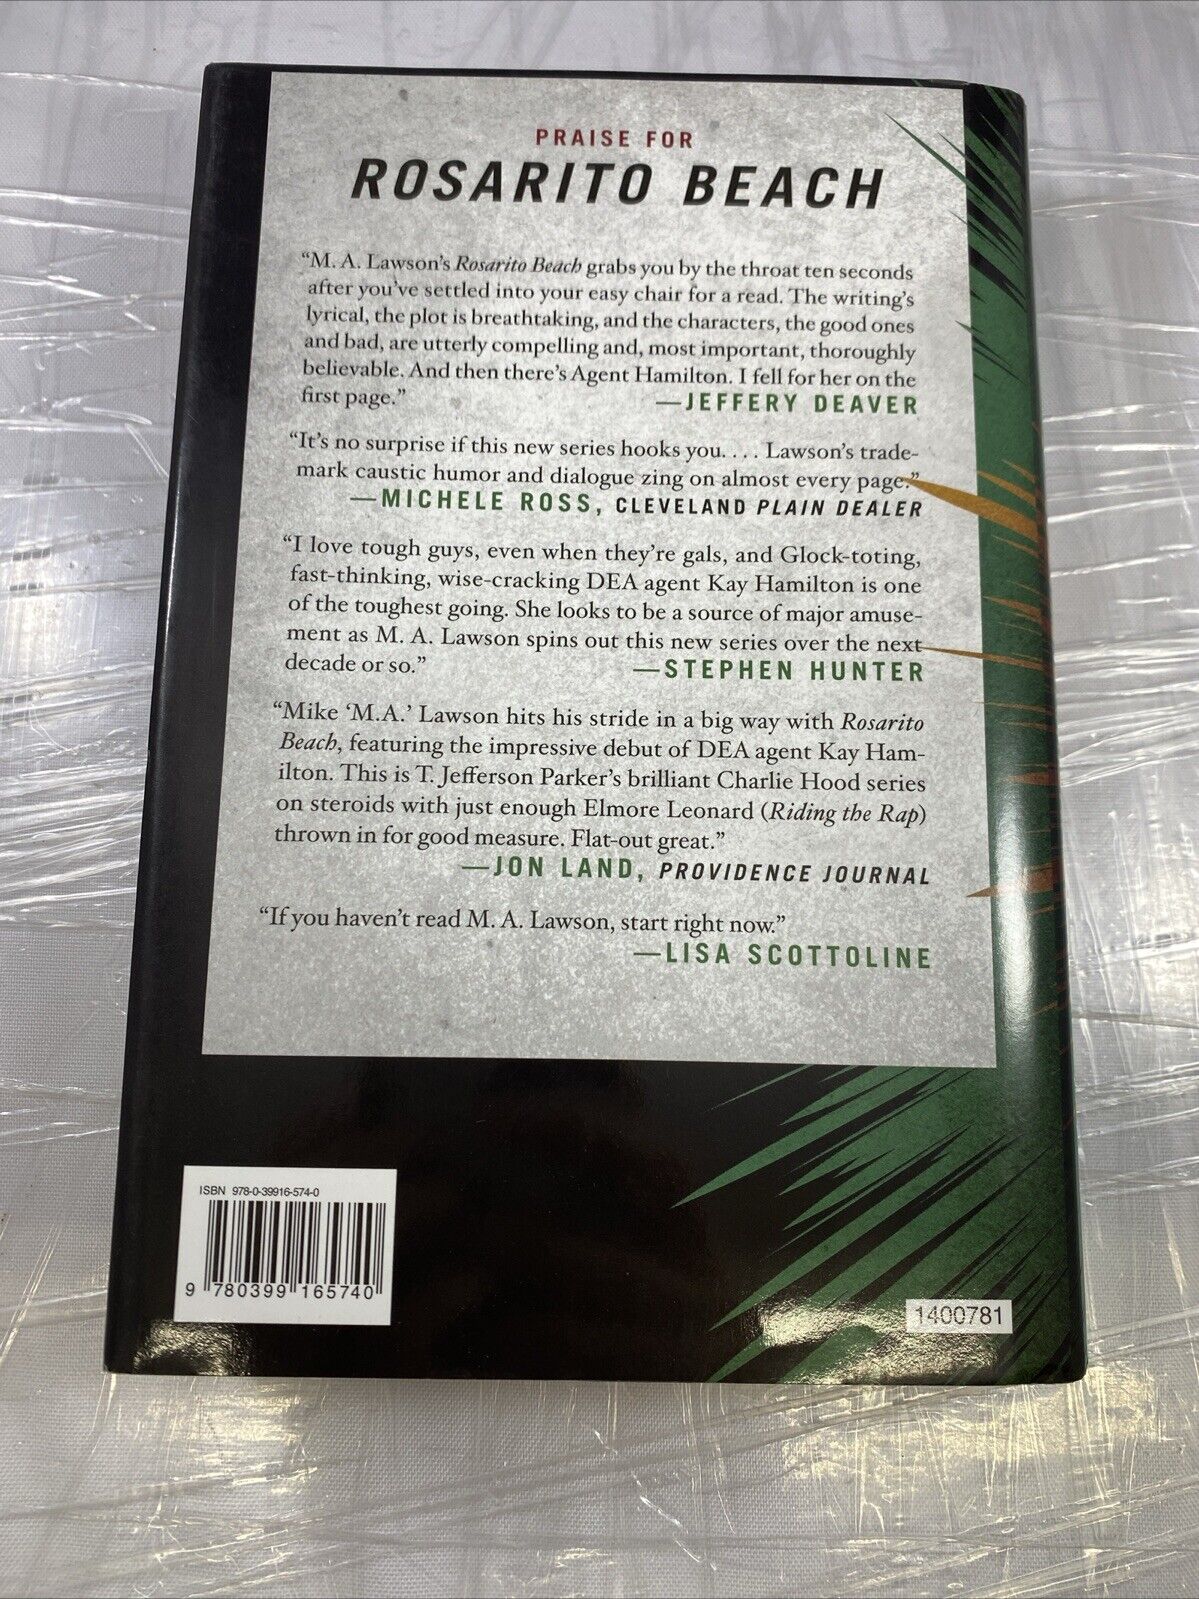 PRAISE FOR
ROSARITO BEACH
“M. A. Lawson’s Rosarito Beach grabs you by the throat ten seconds
after you’ve settled into your easy chair for a read. The writing’s
lyrical, the plot is breathtaking, and the characters, the good ones
and bad, are utterly compelling and, most important, thoroughly
believable. And then there’s Agent Hamilton. I fell for her on the
first page.” —JEFFERY DEAVER
“It’s no surprise if this new series hooks you. . . . Lawson’s trade-
mark caustic humor and dialogue zing on almost every page.”
—MICHELE ROSS, CLEVELAND PLAIN DEALER
“I love tough guys, even when they’re gals, and Glock-toting,
fast-thinking, wise-cracking DEA agent Kay Hamilton is one
of the toughest going. She looks to be a source of major amuse-
ment as M. A. Lawson spins out this new series over the next
decade or so.” —STEPHEN HUNTER
“Mike ‘M.A.’ Lawson hits his stride in a big way with Rosarito
Beach, featuring the impressive debut of DEA agent Kay Ham-
ilton. This is T. Jefferson Parker’s brilliant Charlie Hood series
on steroids with just enough Elmore Leonard (Riding the Rap)
thrown in for good measure. Flat-out great.”
—JON LAND, PROVIDENCE JOURNAL
“If you haven’t read M. A. Lawson, start right now.”
—LISA SCOTTOLINE
ISBN 978-0-39916-574-0
9 780399 165740
1400781